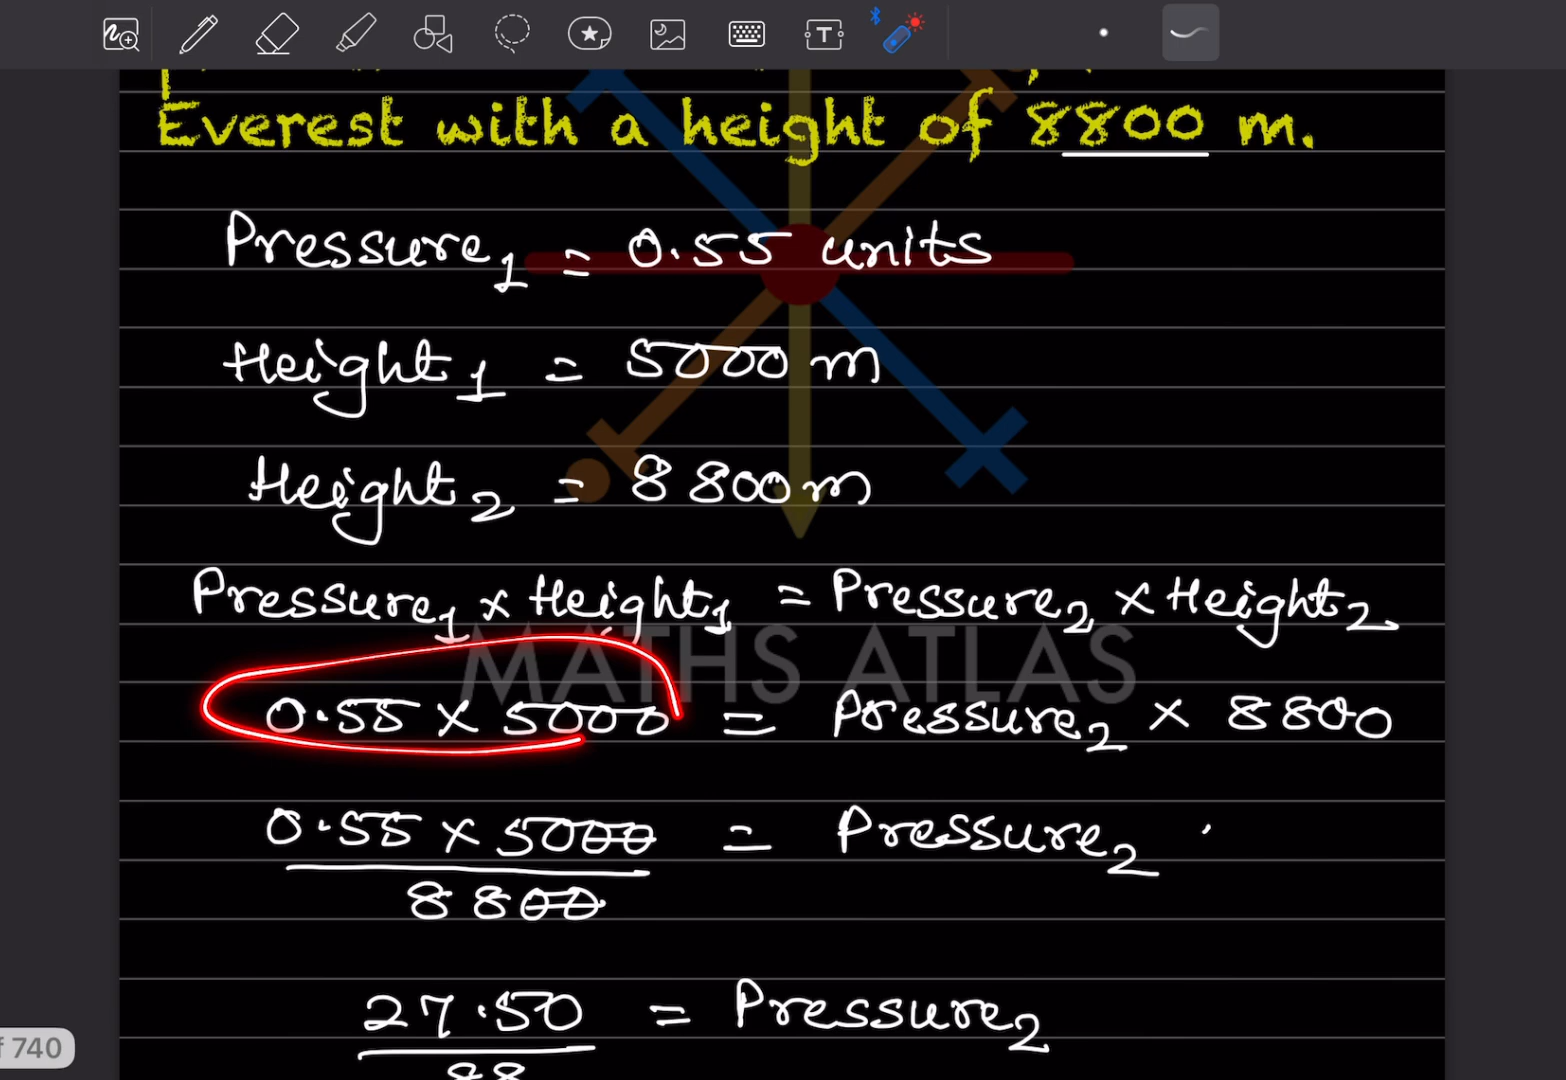 Everest with a height of 8800 m.
Pressure₁ = 0.55 units
Height₁ = 5000 m
Height₂ = 8800 m
Pressure₁ × Height₁ = Pressure₂ × Height₂
MATHS ATLAS
0.55 × 5000 = Pressure₂ × 8800
0.55 × 5000 = Pressure₂
8800
27.50 = Pressure₂
88
740